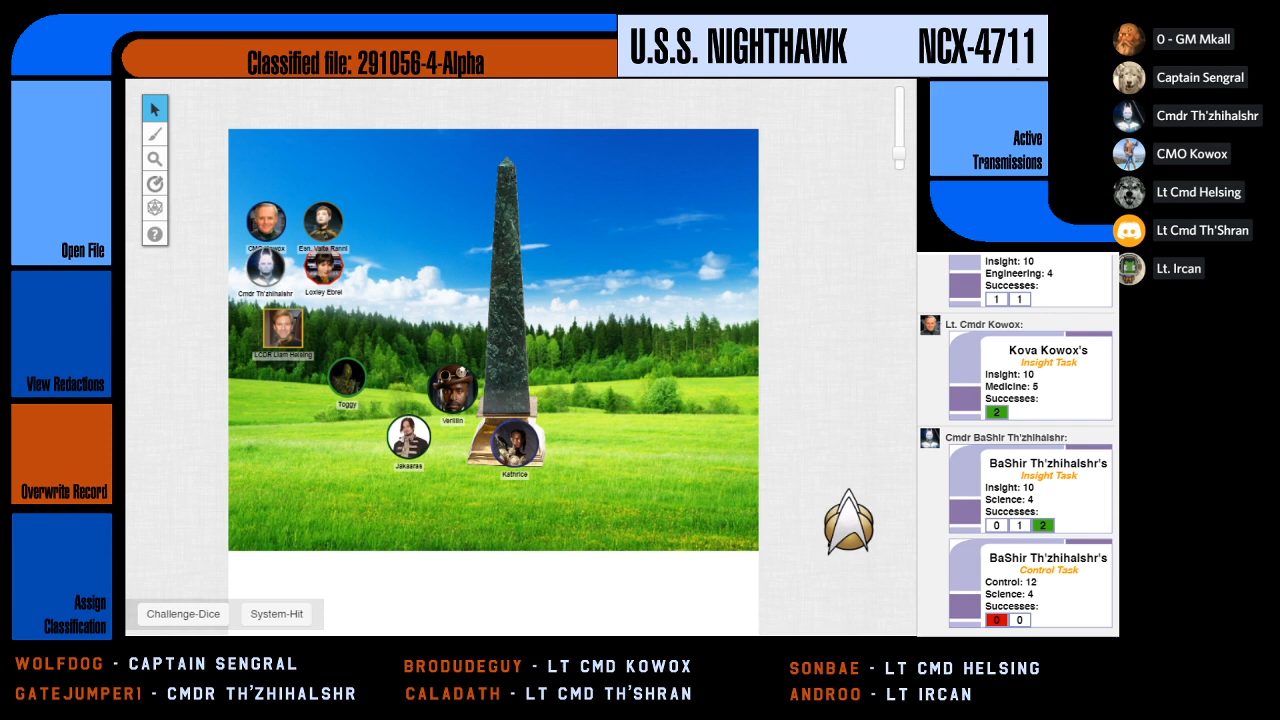 Classified file: 291056-4-Alpha
U.S.S. NIGHTHAWK
NCX-4711
Open File
View Redactions
Overwrite Record
Assign
Classification
Active
Transmissions
0 - GM Mkall
Captain Sengral
Cmdr Th'zhihalshr
CMO Kowox
Lt Cmd Helsing
Lt Cmd Th'Shran
Lt. Ircan
CMO Kowox
Cmdr Th'zhihalshr
Loxley Ebrel
LCDR Liam Helsing
Toggy
Jakaaras
Kathrice
Challenge-Dice
System-Hit
Insight: 10
Engineering: 4
Successes:
1 1
Lt. Cmdr Kowox:
Kova Kowox's
Insight Task
Insight: 10
Medicine: 5
Successes:
2
Cmdr BaShir Th'zhihalshr:
BaShir Th'zhihalshr's
Insight Task
Insight: 10
Science: 4
Successes:
0 1 2
BaShir Th'zhihalshr's
Control Task
Control: 12
Science: 4
Successes:
0 0
WOLFDOG - CAPTAIN SENGRAL
GATEJUMPER1 - CMDR TH'ZHIHALSHR
BRODUDEGUY - LT CMD KOWOX
CALADATH - LT CMD TH'SHRAN
SONBAE - LT CMD HELSING
ANDROO - LT IRCAN